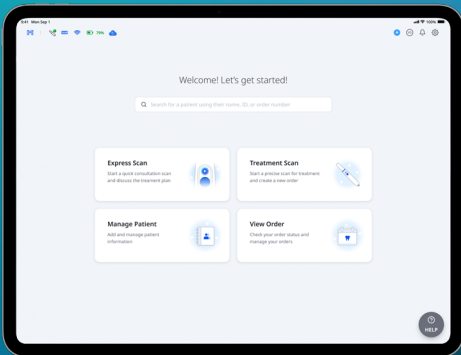 9:41 Mon Sep 1
100%
79%
Welcome! Let's get started!
Search for a patient using their name, ID, or order number
Express Scan
Start a quick consultation scan
and discuss the treament plan
Treatment Scan
Start a precise scan for treatment
and create a new order
Manage Patient
Add and manage patient
information
View Order
Check your order status and
manage your orders
HELP